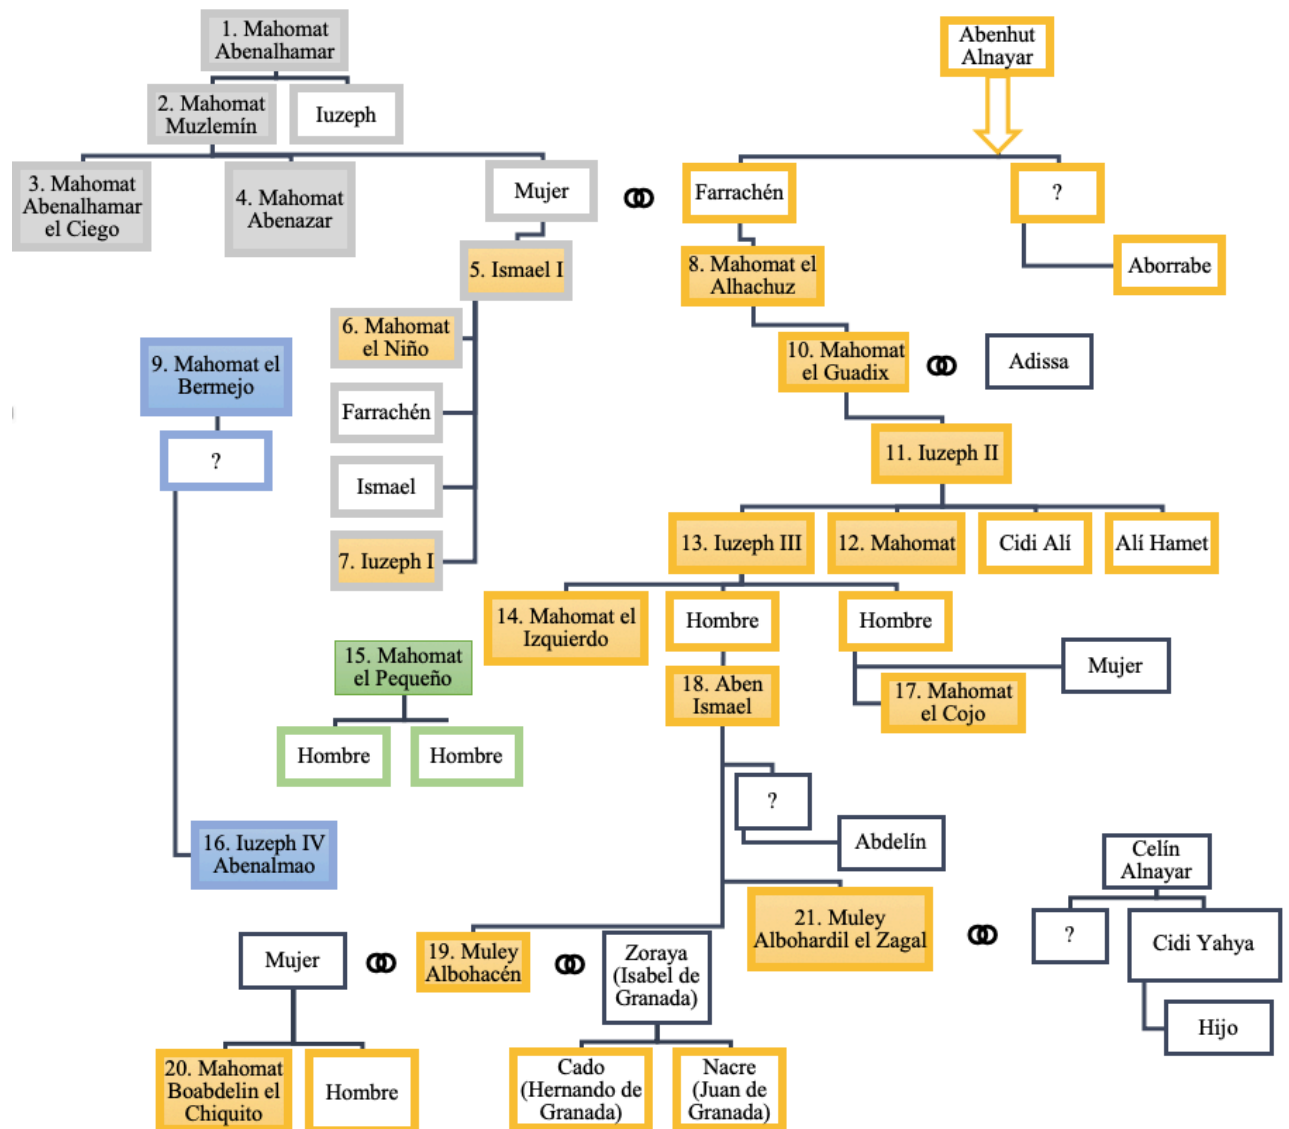 1. Mahomat
Abenalhamar
Abenhut
Alnayar
2. Mahomat
Muzlemín
Iuzeph
3. Mahomat
Abenalhamar
el Ciego
4. Mahomat
Abenazar
Mujer
Farrachén
?
5. Ismael I
8. Mahomat el
Alhachuz
Aborrabe
6. Mahomat
el Niño
9. Mahomat el
Bermejo
10. Mahomat
el Guadix
Adissa
Farrachén
?
11. Iuzeph II
Ismael
7. Iuzeph I
13. Iuzeph III
12. Mahomat
Cidi Alí
Alí Hamet
14. Mahomat el
Izquierdo
Hombre
Hombre
15. Mahomat
el Pequeño
Mujer
18. Aben
Ismael
17. Mahomat
el Cojo
Hombre
Hombre
?
16. Iuzeph IV
Abenalmao
Abdelín
Celín
Alnayar
21. Muley
Albohardil el Zagal
?
Cidi Yahya
Mujer
19. Muley
Albohacén
Zoraya
(Isabel de
Granada)
Hijo
20. Mahomat
Boabdelin el
Chiquito
Hombre
Cado
(Hernando de
Granada)
Nacre
(Juan de
Granada)